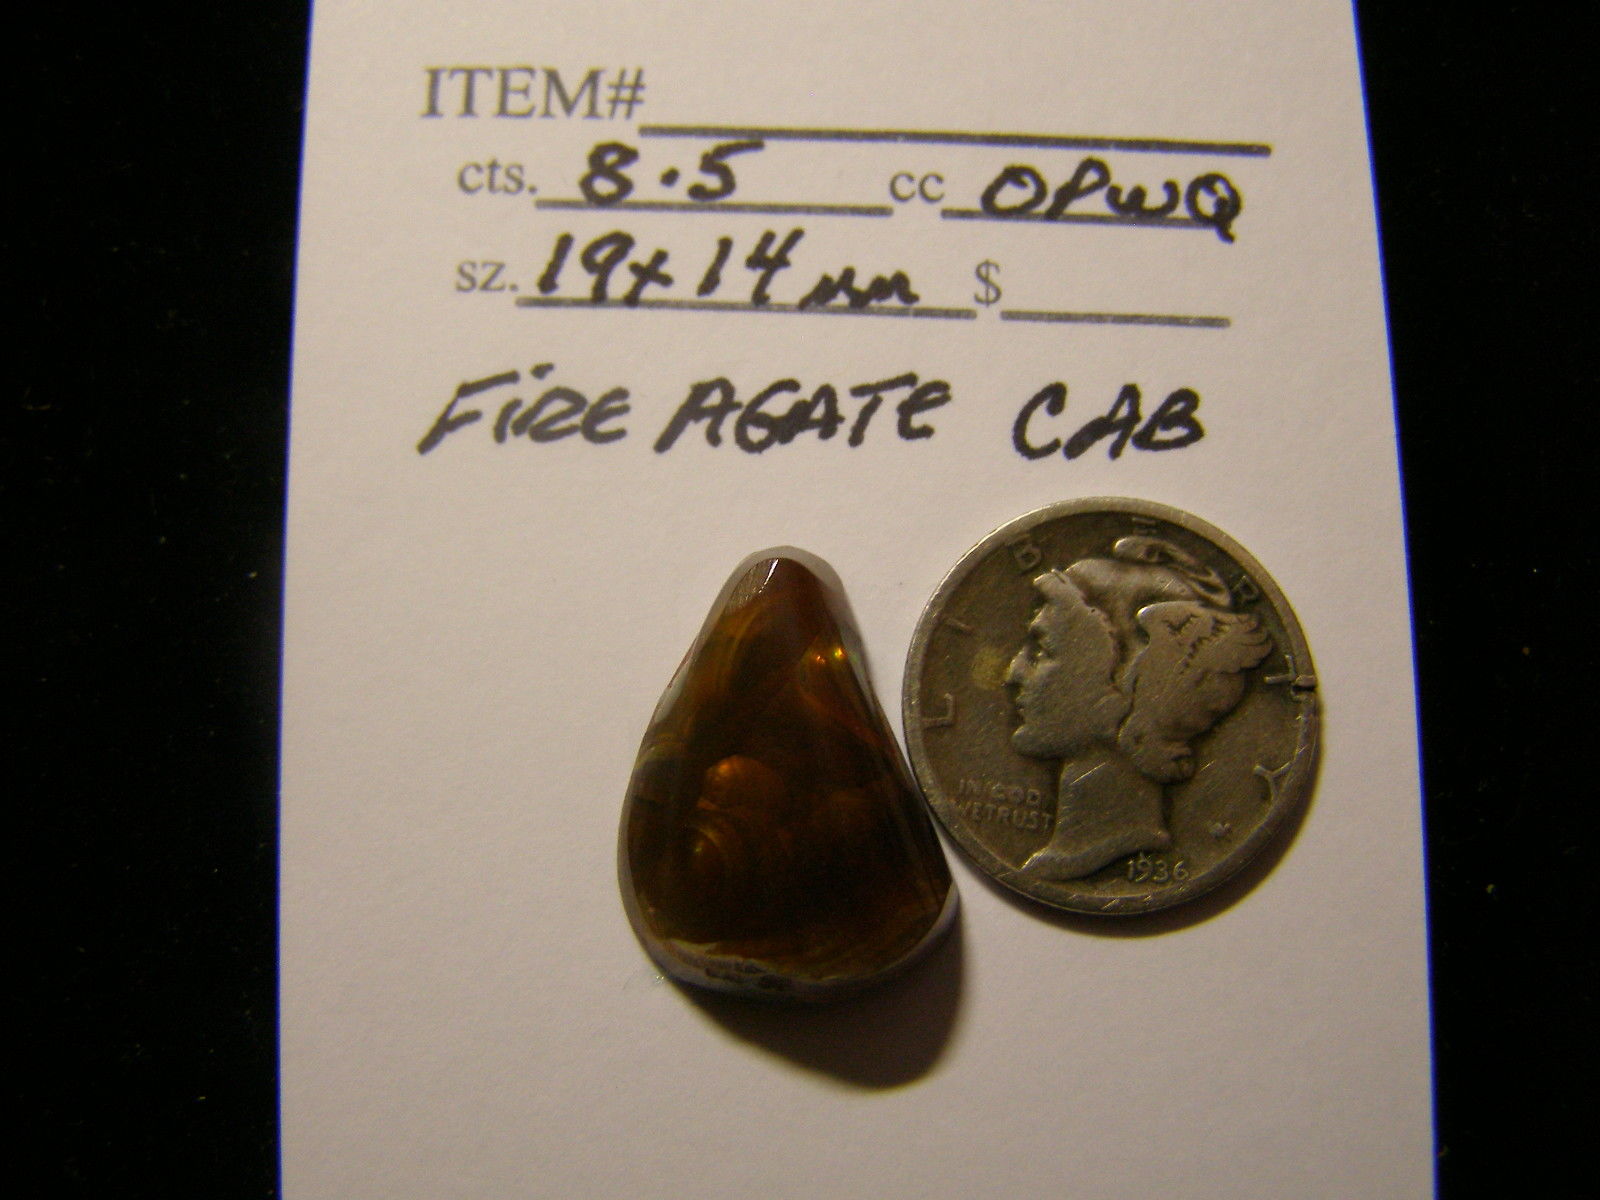 ITEM#
cts. 8.5 cc OPWQ
sz. 19x14mm $
FIRE AGATE CAB
LIBERTY
IN GOD
WE TRUST
1936